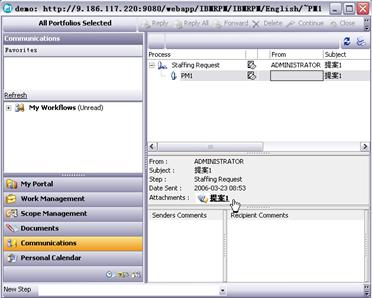 demo: http://9.186.117.220:9080/webapp/IBMRPM/IBMRPM/English/~PM1
All Portfolios Selected
Reply Reply All Forward Delete Continue Close
Communications
Favorites
Refresh
My Workflows (Unread)
My Portal
Work Management
Scope Management
Documents
Communications
Personal Calendar
Process From Subject
Staffing Request ADMINISTRATOR 提案1
PM1 提案1
From : ADMINISTRATOR
Subject : 提案1
Step : Staffing Request
Date Sent : 2006-03-23 08:53
Attachments : 提案1
Senders Comments Recipient Comments
New Step